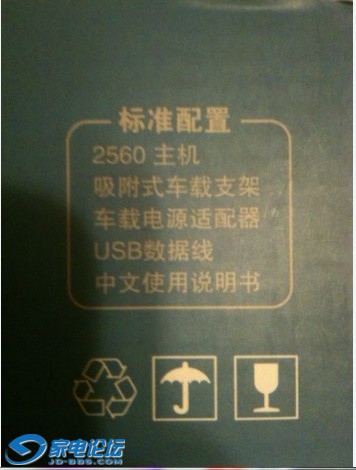 标准配置
2560 主机
吸附式车载支架
车载电源适配器
USB数据线
中文使用说明书
家电论坛
JD-BBS.COM